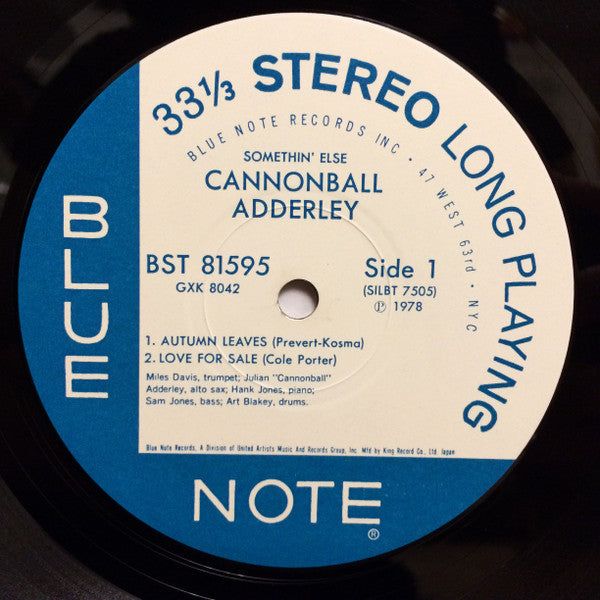 33⅓ STEREO LONG PLAYING
BLUE NOTE RECORDS INC • 47 WEST 63rd • NYC
SOMETHIN' ELSE
CANNONBALL
ADDERLEY
BST 81595
GXK 8042
Side 1
(SILBT 7505)
Ⓟ 1978
1. AUTUMN LEAVES (Prevert-Kosma)
2. LOVE FOR SALE (Cole Porter)
Miles Davis, trumpet; Julian "Cannonball"
Adderley, alto sax; Hank Jones, piano;
Sam Jones, bass; Art Blakey, drums.
Blue Note Records, A Division of United Artists Music And Records Group, Inc. Mfd by King Record Co., Ltd. Japan
BLUE
NOTE®